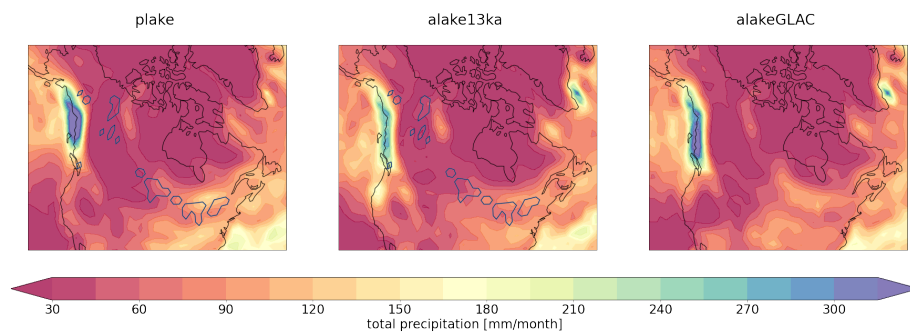 plake alake13ka alakeGLAC
30 60 90 120 150 180 210 240 270 300
total precipitation [mm/month]